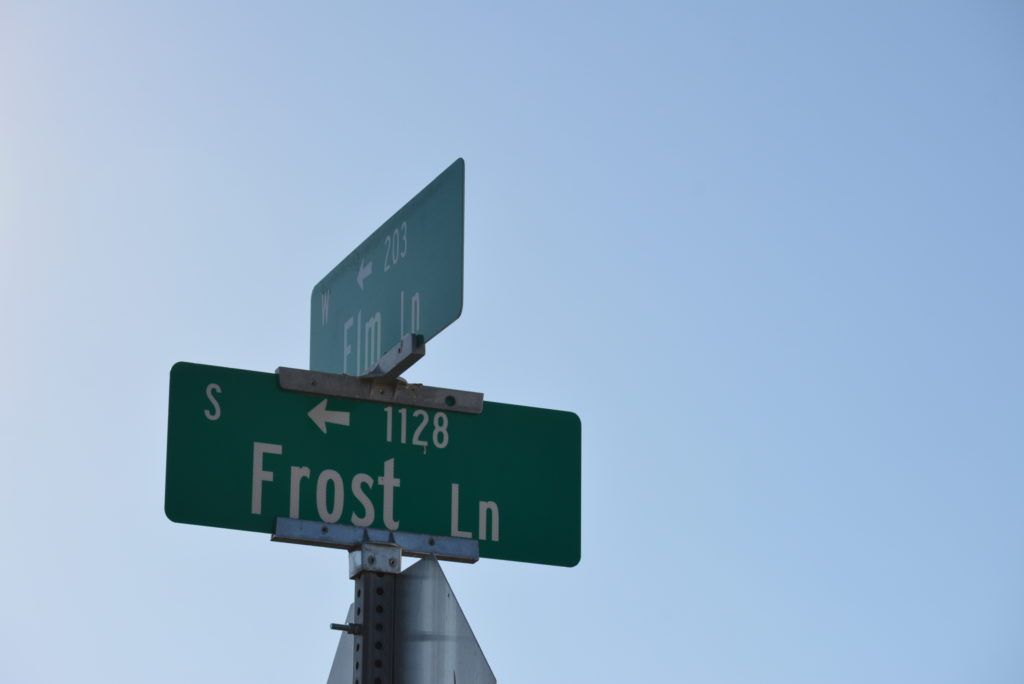 W ← 203
Elm Ln
S ← 1128
Frost Ln